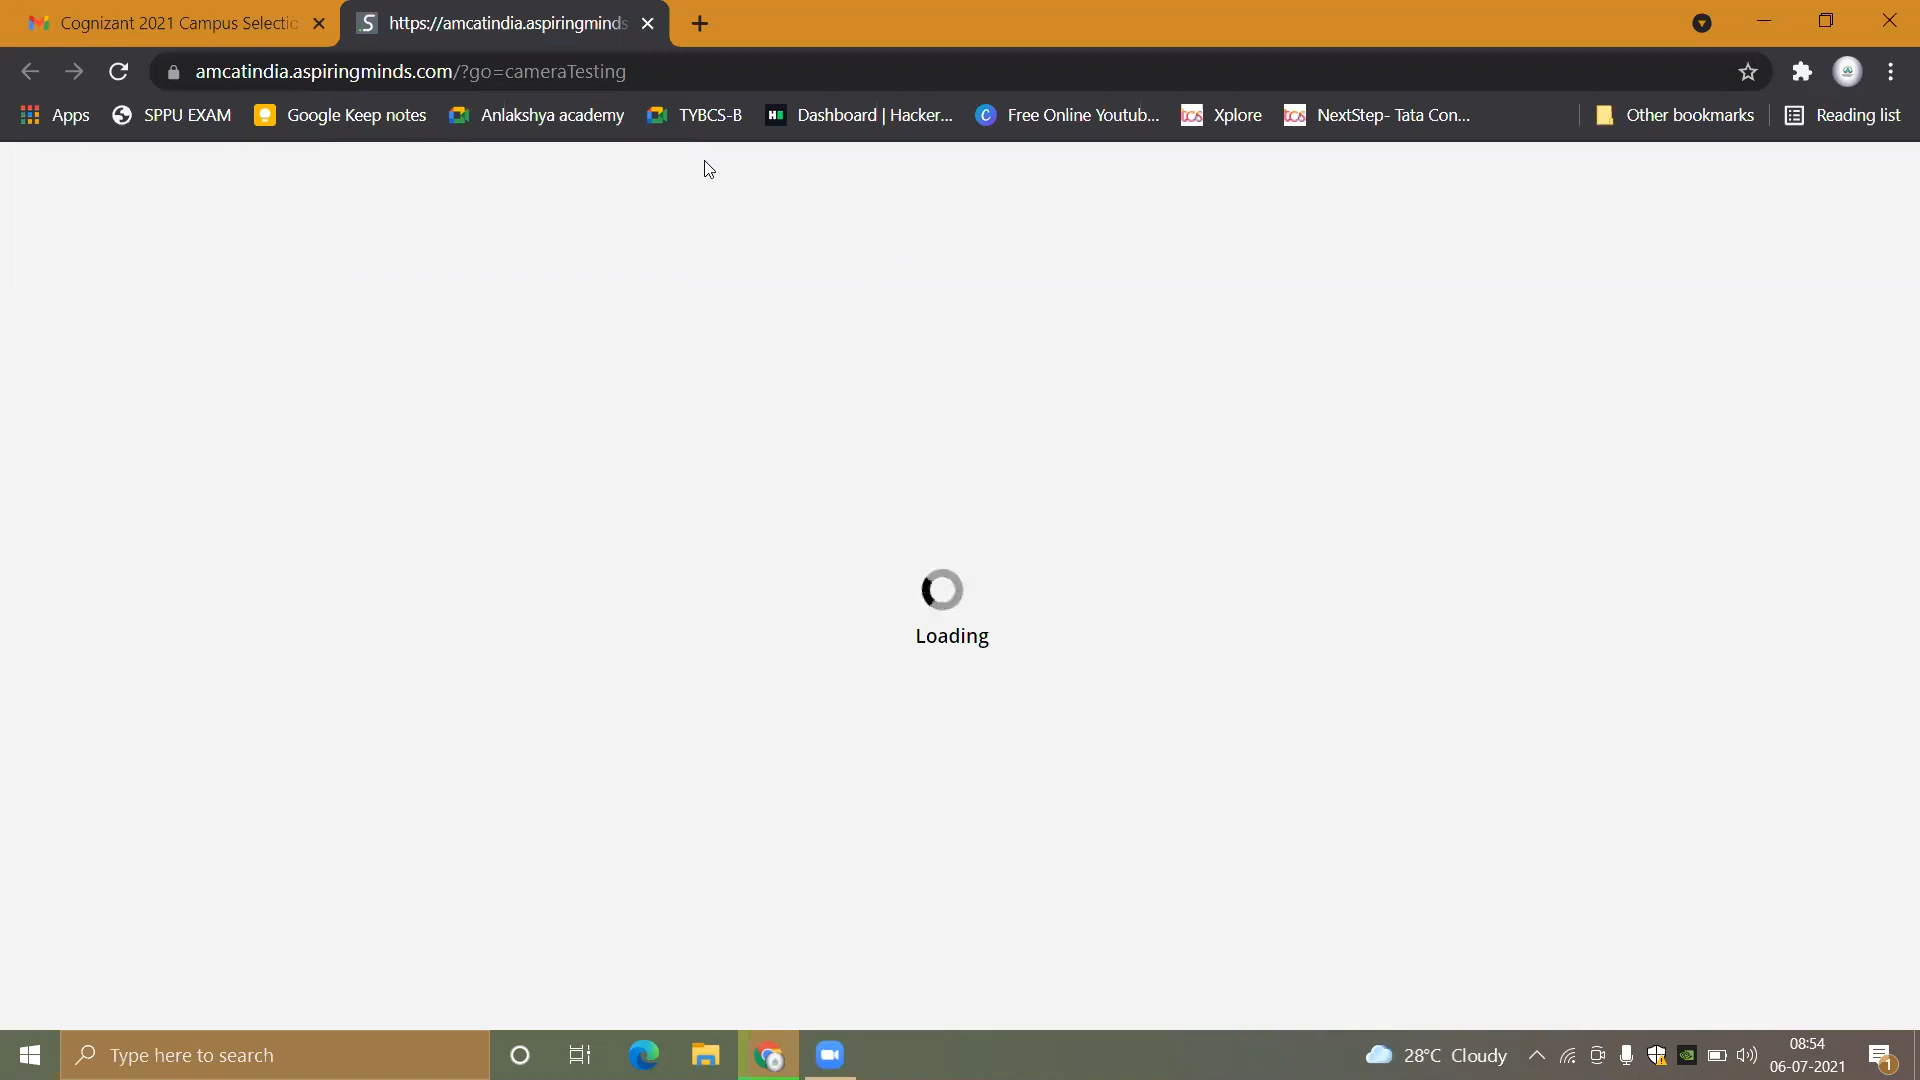 Cognizant 2021 Campus Selectio
https://amcatindia.aspiringminds
amcatindia.aspiringminds.com/?go=cameraTesting
Apps
SPPU EXAM
Google Keep notes
Anlakshya academy
TYBCS-B
Dashboard | Hacker...
Free Online Youtub...
Xplore
NextStep- Tata Con...
Other bookmarks
Reading list
Loading
Type here to search
28°C Cloudy
08:54
06-07-2021
1